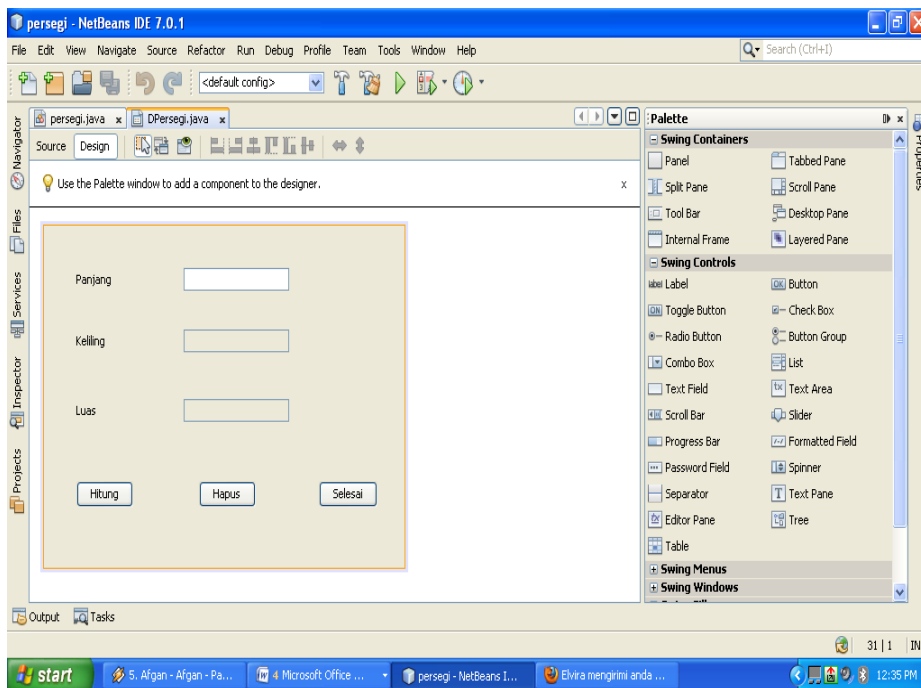 persegi - NetBeans IDE 7.0.1
File Edit View Navigate Source Refactor Run Debug Profile Team Tools Window Help
Search (Ctrl+I)
<default config>
persegi.java x DPersegi.java x
Source Design
Use the Palette window to add a component to the designer. x
Navigator
Files
Services
Inspector
Projects
Panjang
Keliling
Luas
Hitung Hapus Selesai
Palette
Properties
Swing Containers
Panel Tabbed Pane
Split Pane Scroll Pane
Tool Bar Desktop Pane
Internal Frame Layered Pane
Swing Controls
label Label OK Button
ON Toggle Button Check Box
Radio Button Button Group
Combo Box List
Text Field Text Area
Scroll Bar Slider
Progress Bar Formatted Field
Password Field Spinner
Separator T Text Pane
Editor Pane Tree
Table
Swing Menus
Swing Windows
Output Tasks
31 | 1 IN
start 5. Afgan - Afgan - Pa... 4 Microsoft Office ... persegi - NetBeans I... Elvira mengirimi anda ... 12:35 PM